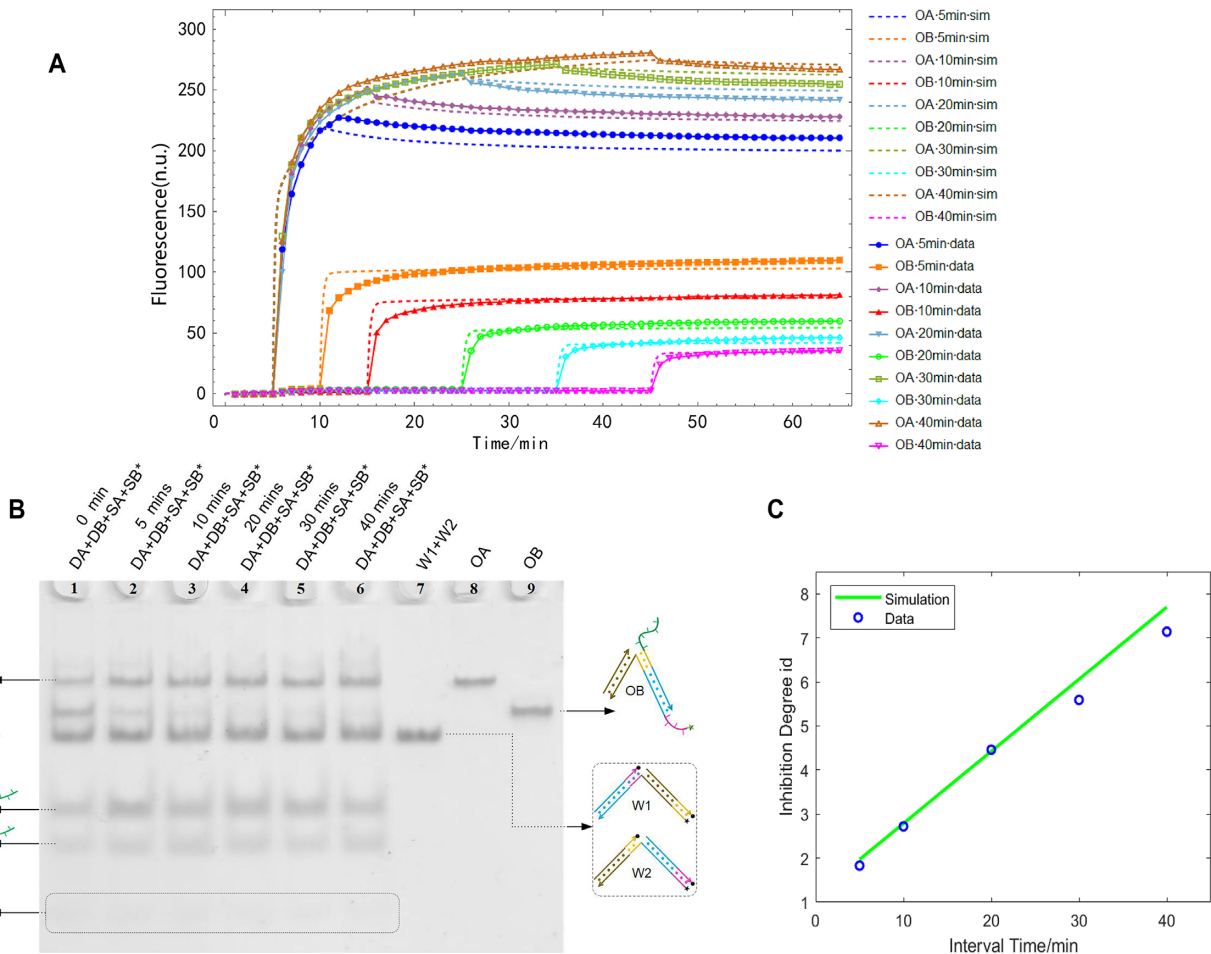 A
300
250
200
150
100
50
0
Fluorescence(n.u.)
0
10
20
30
40
50
60
Time/min
OA·5min·sim
OB·5min·sim
OA·10min·sim
OB·10min·sim
OA·20min·sim
OB·20min·sim
OA·30min·sim
OB·30min·sim
OA·40min·sim
OB·40min·sim
OA·5min·data
OB·5min·data
OA·10min·data
OB·10min·data
OA·20min·data
OB·20min·data
OA·30min·data
OB·30min·data
OA·40min·data
OB·40min·data
B
0 min
DA+DB+SA+SB*
5 mins
DA+DB+SA+SB*
10 mins
DA+DB+SA+SB*
20 mins
DA+DB+SA+SB*
30 mins
DA+DB+SA+SB*
40 mins
DA+DB+SA+SB*
W1+W2
OA
OB
1 2 3 4 5 6 7 8 9
OB
W1
W2
C
8
7
6
5
4
3
2
1
Inhibition Degree id
Simulation
Data
0 10 20 30 40
Interval Time/min